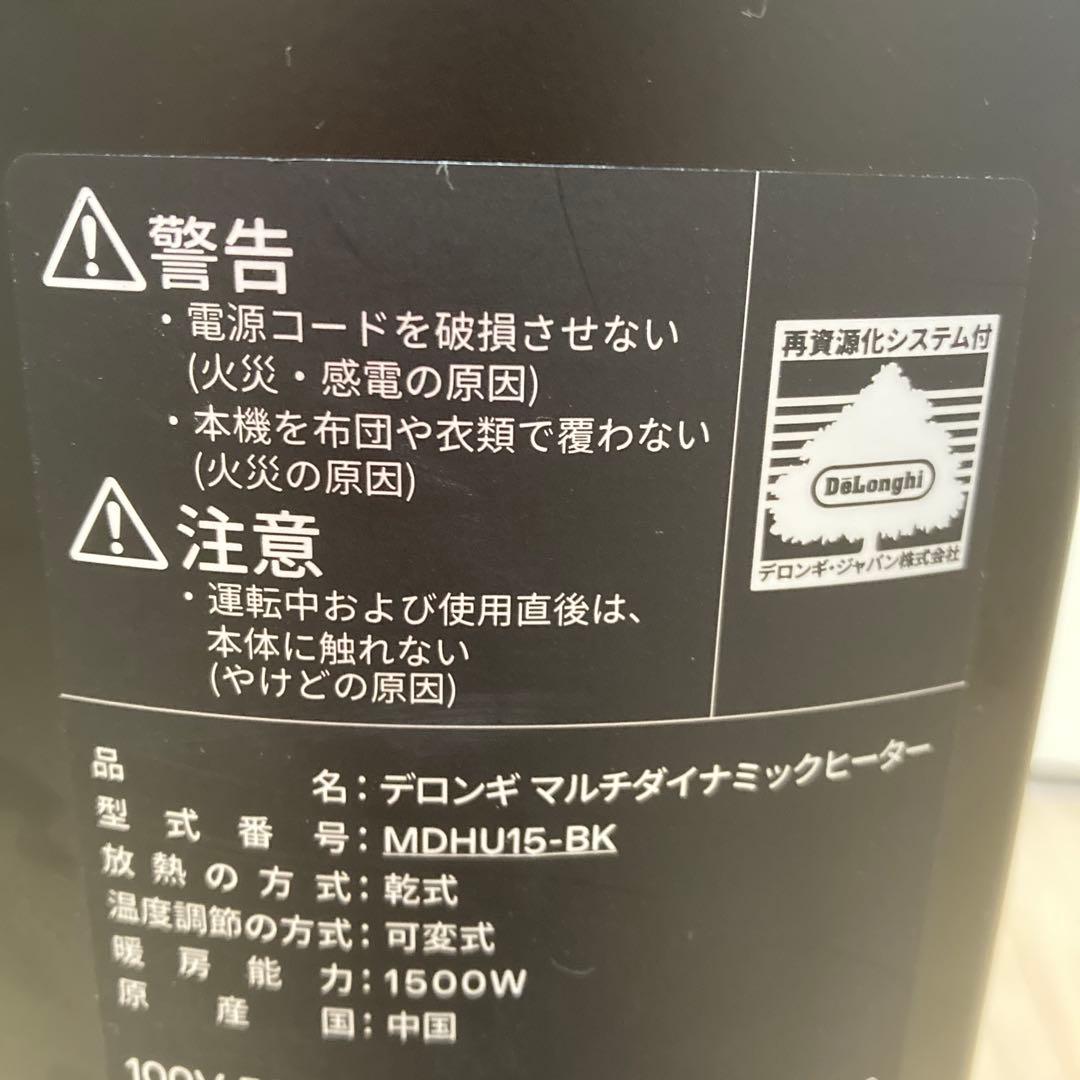 警告
・電源コードを破損させない
(火災・感電の原因)
・本機を布団や衣類で覆わない
(火災の原因)
注意
・運転中および使用直後は、
本体に触れない
(やけどの原因)
再資源化システム付
DēLonghi
デロンギ・ジャパン株式会社
品名：デロンギ マルチダイナミックヒーター
型式番号：MDHU15-BK
放熱の方式：乾式
温度調節の方式：可変式
暖房能力：1500W
原産国：中国
100V